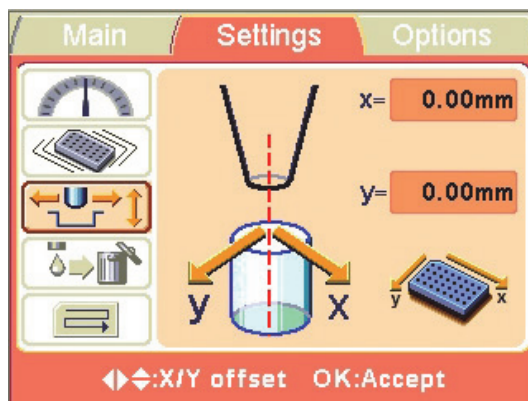 Main Settings Options
x= 0.00mm
y= 0.00mm
y x
y x
◀▶◆:X/Y offset OK:Accept